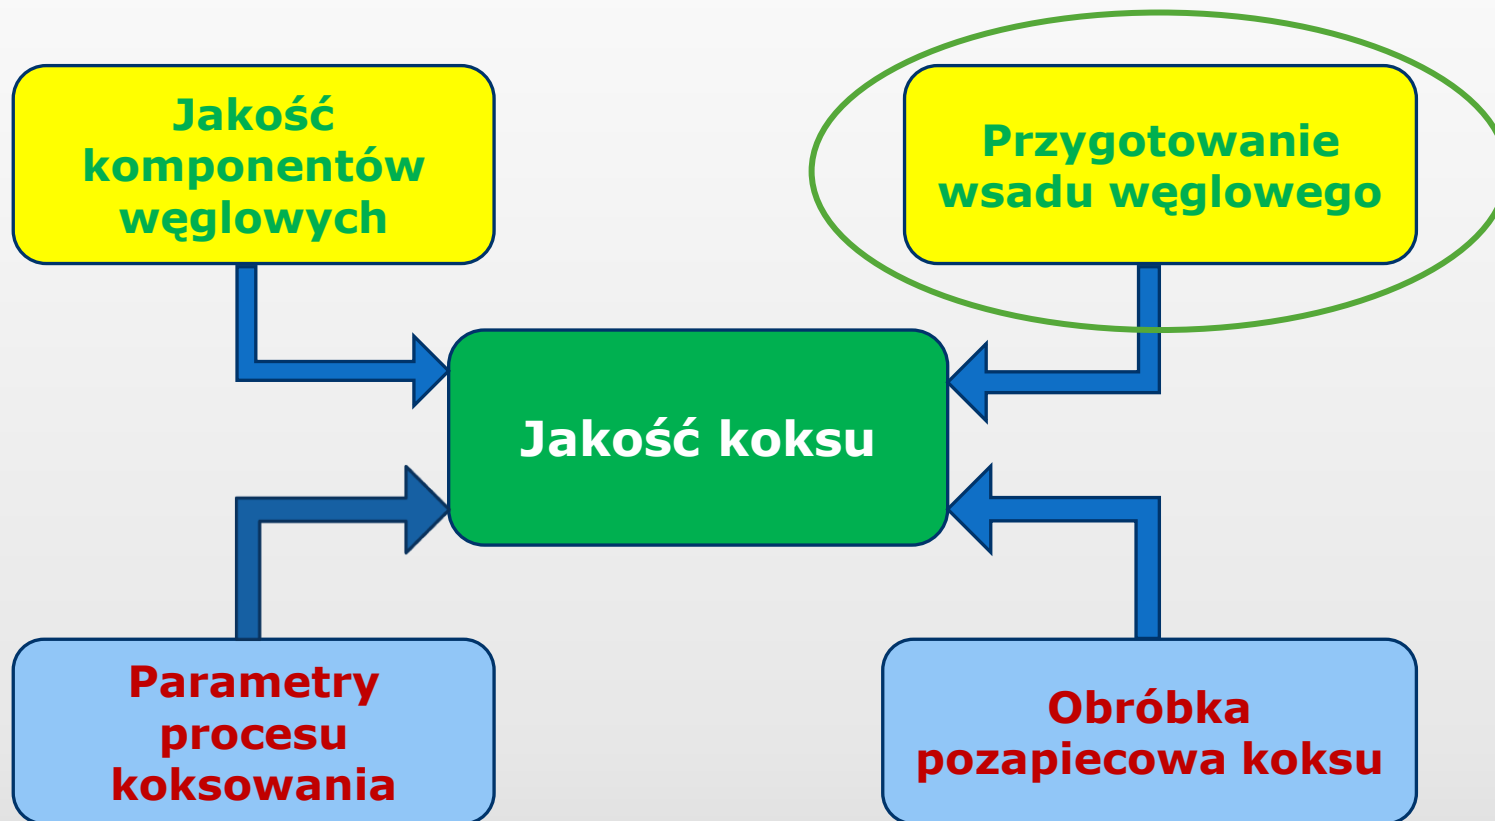 Jakość
komponentów
węglowych
Przygotowanie
wsadu węglowego
Jakość koksu
Parametry
procesu
koksowania
Obróbka
pozapiecowa koksu